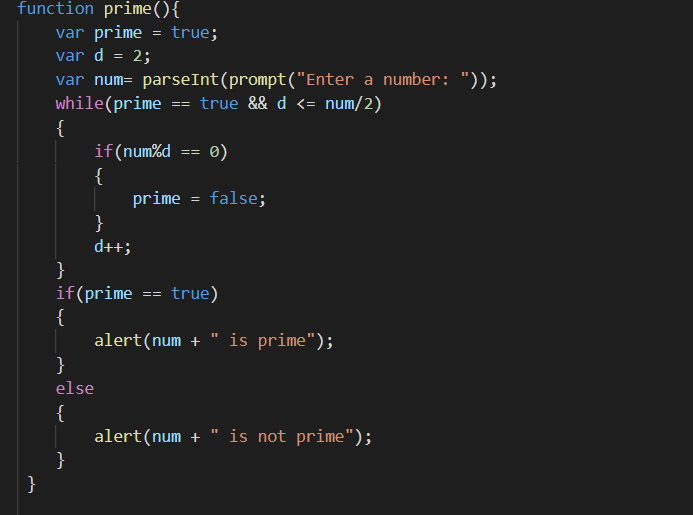 function prime(){
var prime = true;
var d = 2;
var num= parseInt(prompt("Enter a number: "));
while(prime == true && d <= num/2)
{
if(num%d == 0)
{
prime = false;
}
d++;
}
if(prime == true)
{
alert(num + " is prime");
}
else
{
alert(num + " is not prime");
}
}